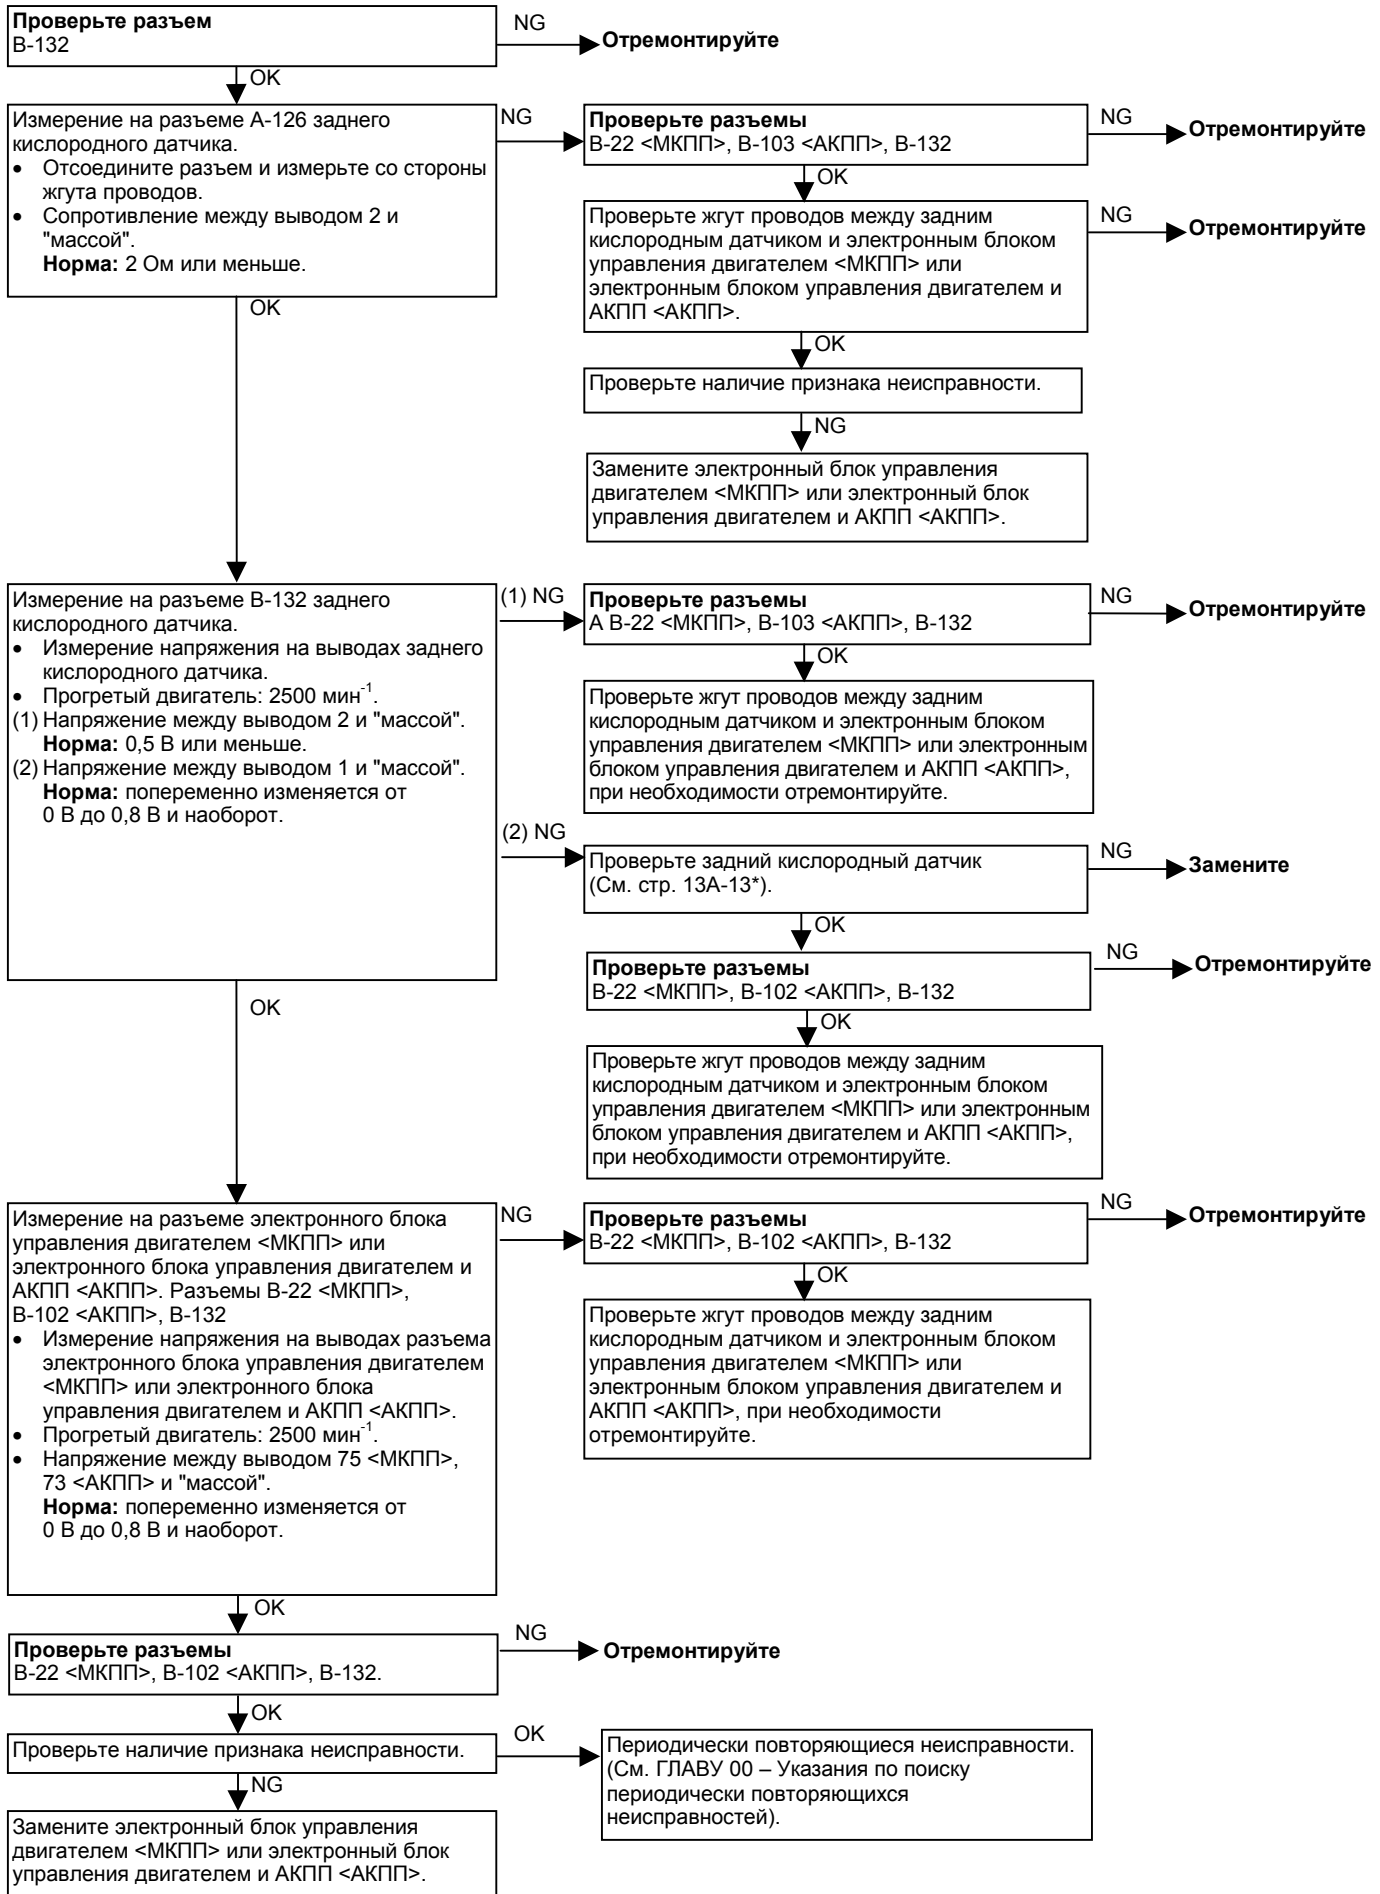 Проверьте разъем
B-132
NG
Отремонтируйте
OK
Измерение на разъеме A-126 заднего
кислородного датчика.
• Отсоедините разъем и измерьте со стороны
жгута проводов.
• Сопротивление между выводом 2 и
"массой".
Норма: 2 Ом или меньше.
NG
Проверьте разъемы
B-22 <МКПП>, B-103 <АКПП>, B-132
NG
Отремонтируйте
OK
Проверьте жгут проводов между задним
кислородным датчиком и электронным блоком
управления двигателем <МКПП> или
электронным блоком управления двигателем и
АКПП <АКПП>.
NG
Отремонтируйте
OK
Проверьте наличие признака неисправности.
NG
Замените электронный блок управления
двигателем <МКПП> или электронный блок
управления двигателем и АКПП <АКПП>.
OK
Измерение на разъеме B-132 заднего
кислородного датчика.
• Измерение напряжения на выводах заднего
кислородного датчика.
• Прогретый двигатель: 2500 мин-1.
(1) Напряжение между выводом 2 и "массой".
Норма: 0,5 В или меньше.
(2) Напряжение между выводом 1 и "массой".
Норма: попеременно изменяется от
0 В до 0,8 В и наоборот.
(1) NG
Проверьте разъемы
А B-22 <МКПП>, B-103 <АКПП>, B-132
NG
Отремонтируйте
OK
Проверьте жгут проводов между задним
кислородным датчиком и электронным блоком
управления двигателем <МКПП> или электронным
блоком управления двигателем и АКПП <АКПП>,
при необходимости отремонтируйте.
(2) NG
Проверьте задний кислородный датчик
(См. стр. 13А-13*).
NG
Замените
OK
Проверьте разъемы
B-22 <МКПП>, B-102 <АКПП>, B-132
NG
Отремонтируйте
OK
Проверьте жгут проводов между задним
кислородным датчиком и электронным блоком
управления двигателем <МКПП> или электронным
блоком управления двигателем и АКПП <АКПП>,
при необходимости отремонтируйте.
OK
Измерение на разъеме электронного блока
управления двигателем <МКПП> или
электронного блока управления двигателем и
АКПП <АКПП>. Разъемы B-22 <МКПП>,
B-102 <АКПП>, B-132
• Измерение напряжения на выводах разъема
электронного блока управления двигателем
<МКПП> или электронного блока
управления двигателем и АКПП <АКПП>.
• Прогретый двигатель: 2500 мин-1.
• Напряжение между выводом 75 <МКПП>,
73 <АКПП> и "массой".
Норма: попеременно изменяется от
0 В до 0,8 В и наоборот.
NG
Проверьте разъемы
B-22 <МКПП>, B-102 <АКПП>, B-132
NG
Отремонтируйте
OK
Проверьте жгут проводов между задним
кислородным датчиком и электронным блоком
управления двигателем <МКПП> или
электронным блоком управления двигателем и
АКПП <АКПП>, при необходимости
отремонтируйте.
OK
Проверьте разъемы
B-22 <МКПП>, B-102 <АКПП>, B-132.
NG
Отремонтируйте
OK
Проверьте наличие признака неисправности.
OK
Периодически повторяющиеся неисправности.
(См. ГЛАВУ 00 – Указания по поиску
периодически повторяющихся
неисправностей).
NG
Замените электронный блок управления
двигателем <МКПП> или электронный блок
управления двигателем и АКПП <АКПП>.